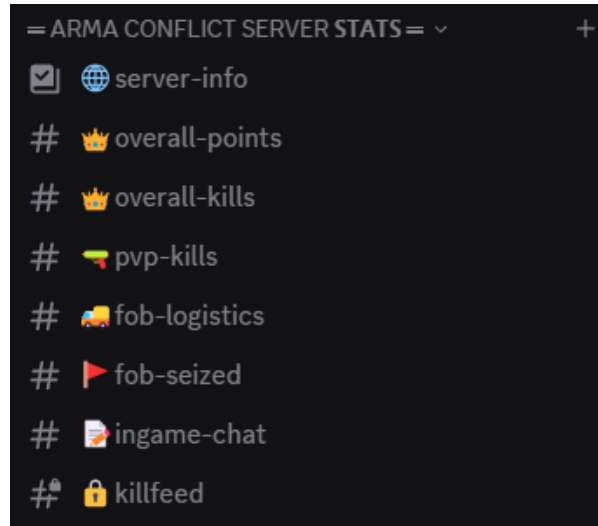 = ARMA CONFLICT SERVER STATS =
server-info
overall-points
overall-kills
pvp-kills
fob-logistics
fob-seized
ingame-chat
killfeed